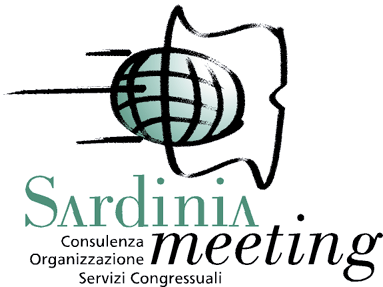 Sardinia
meeting
Consulenza
Organizzazione
Servizi Congressuali